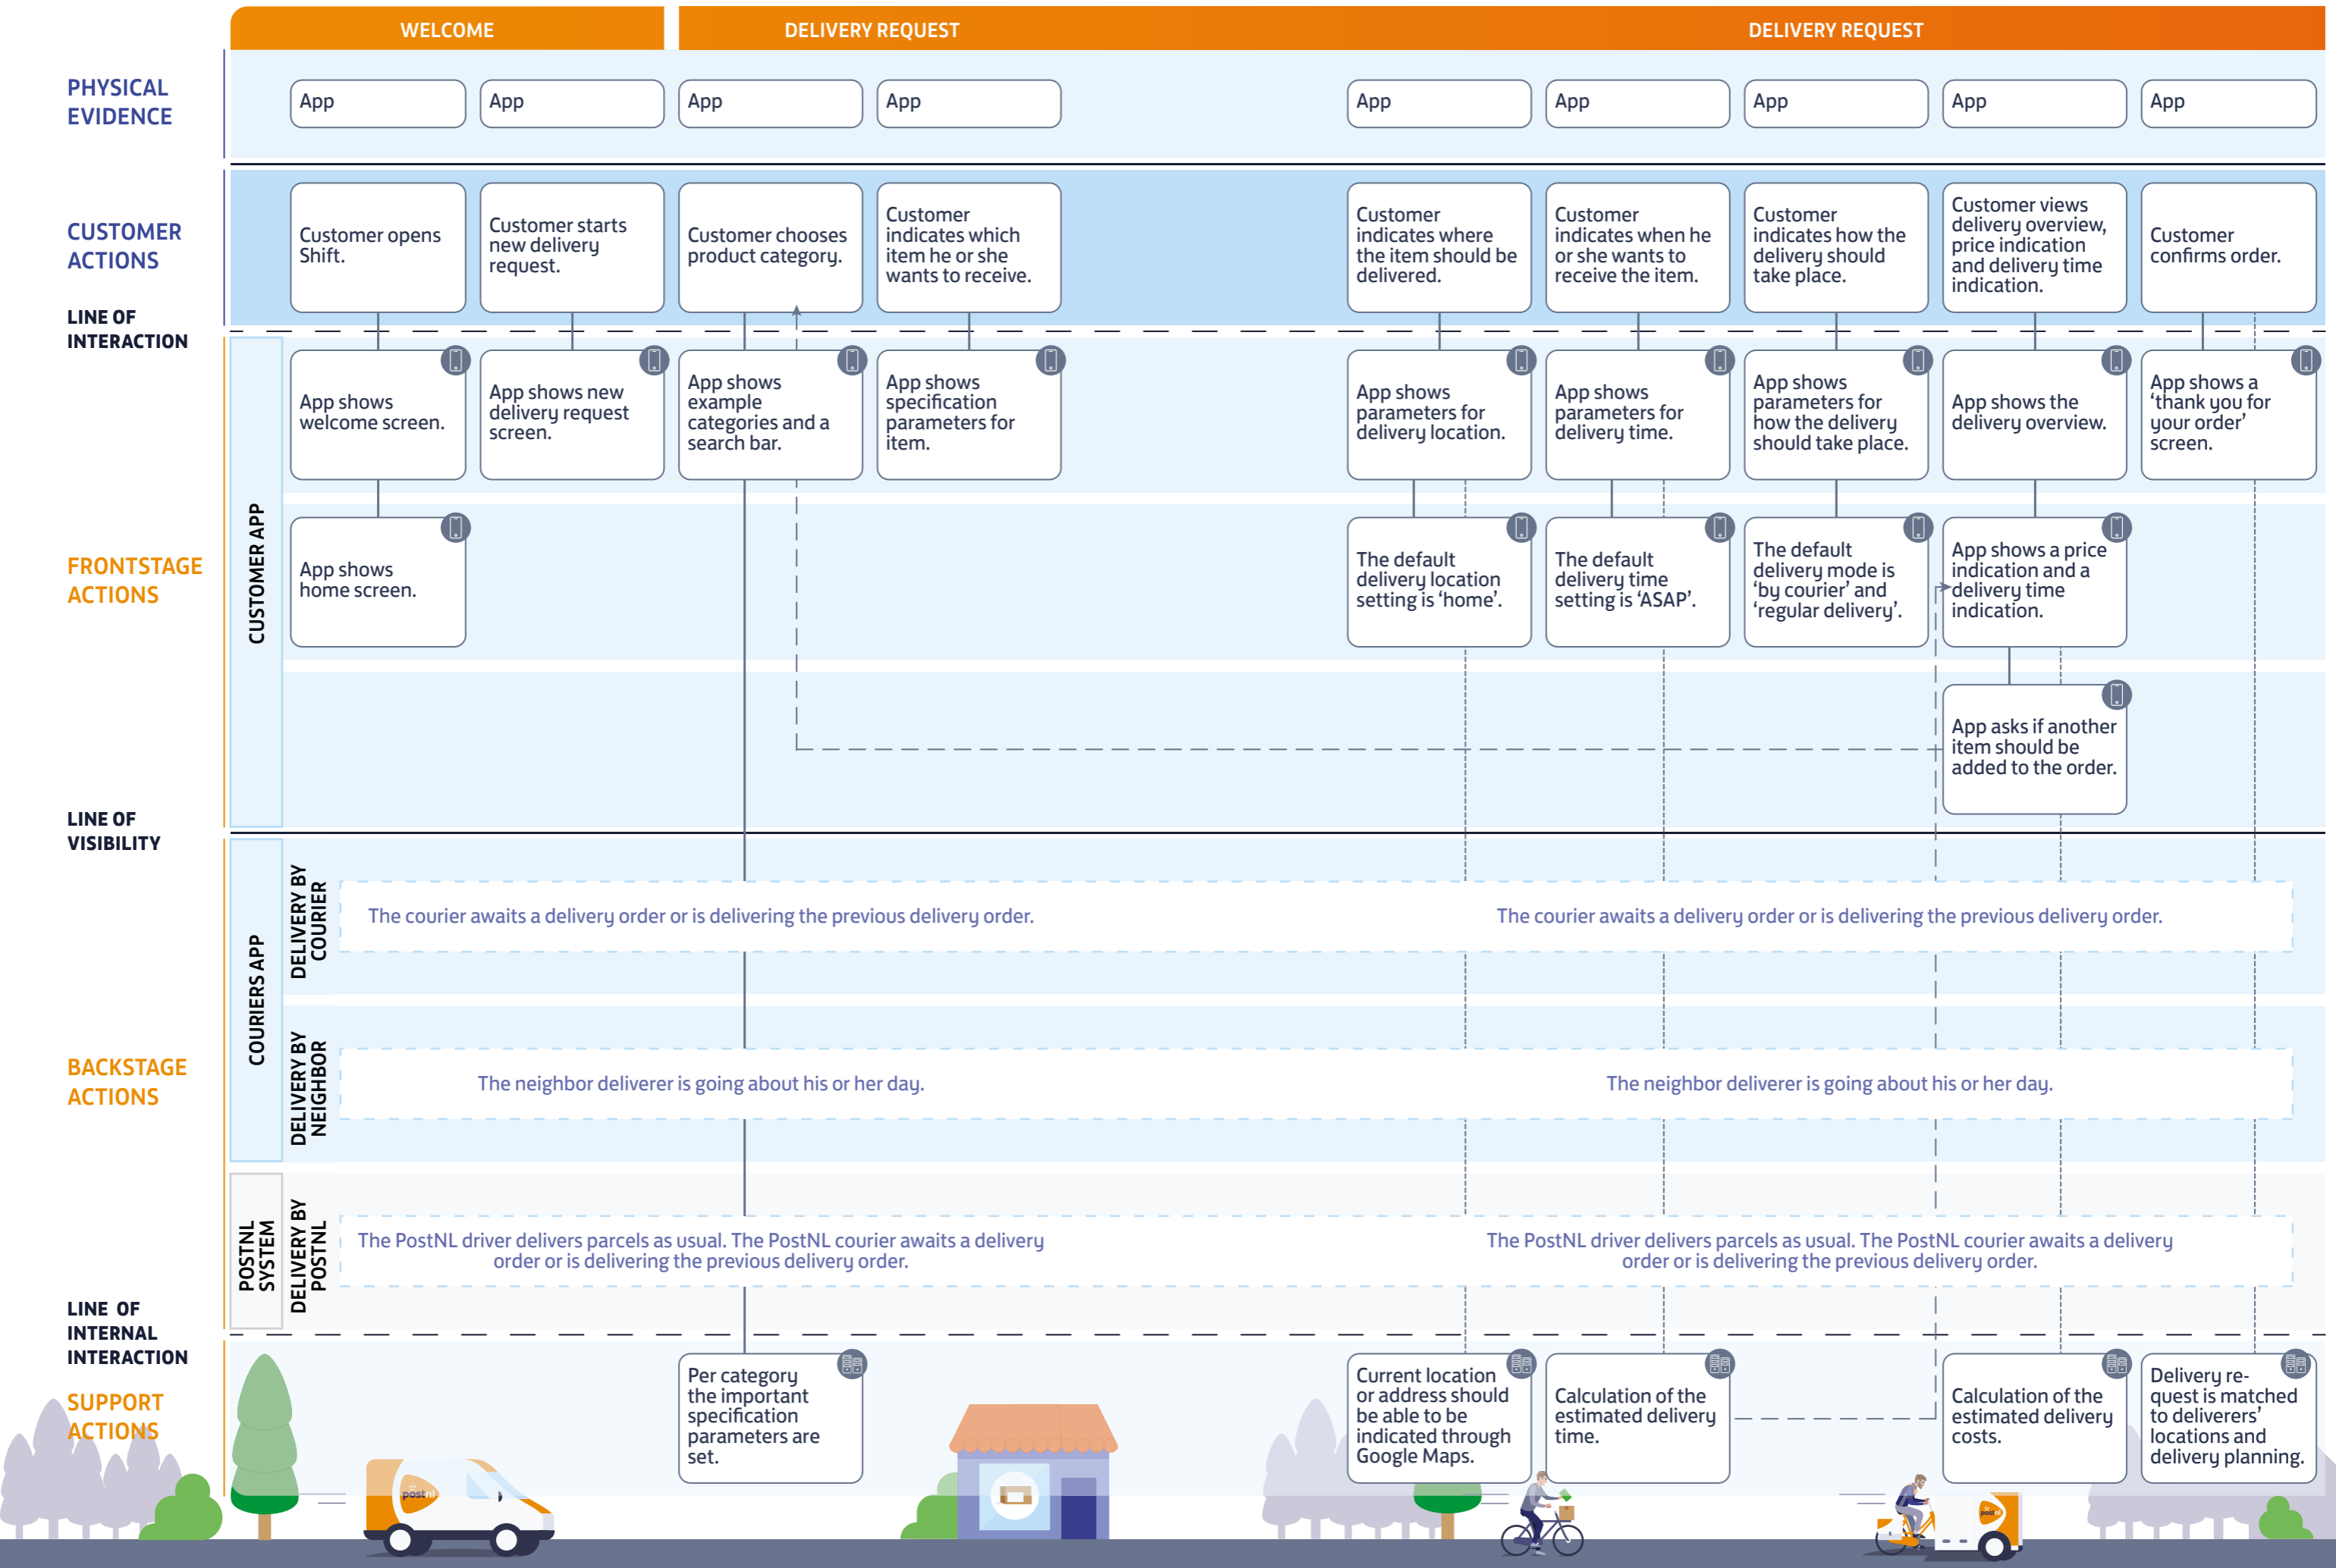 WELCOME
DELIVERY REQUEST
DELIVERY REQUEST
PHYSICAL
EVIDENCE
App
App
App
App
App
App
App
App
App
CUSTOMER
ACTIONS
Customer opens
Shift.
Customer starts
new delivery
request.
Customer chooses
product category.
Customer
indicates which
item he or she
wants to receive.
Customer
indicates where
the item should be
delivered.
Customer
indicates when he
or she wants to
receive the item.
Customer
indicates how the
delivery should
take place.
Customer views
delivery overview,
price indication
and delivery time
indication.
Customer
confirms order.
LINE OF
INTERACTION
FRONTSTAGE
ACTIONS
CUSTOMER APP
App shows
welcome screen.
App shows new
delivery request
screen.
App shows
example
categories and a
search bar.
App shows
specification
parameters for
item.
App shows
parameters for
delivery location.
App shows
parameters for
delivery time.
App shows
parameters for
how the delivery
should take place.
App shows the
delivery overview.
App shows a
‘thank you for
your order’
screen.
App shows
home screen.
The default
delivery location
setting is ‘home’.
The default
delivery time
setting is ‘ASAP’.
The default
delivery mode is
‘by courier’ and
‘regular delivery’.
App shows a price
indication and a
delivery time
indication.
App asks if another
item should be
added to the order.
LINE OF
VISIBILITY
BACKSTAGE
ACTIONS
COURIERS APP
DELIVERY BY
COURIER
The courier awaits a delivery order or is delivering the previous delivery order.
The courier awaits a delivery order or is delivering the previous delivery order.
DELIVERY BY
NEIGHBOR
The neighbor deliverer is going about his or her day.
The neighbor deliverer is going about his or her day.
POSTNL
SYSTEM
DELIVERY BY
POSTNL
The PostNL driver delivers parcels as usual. The PostNL courier awaits a delivery
order or is delivering the previous delivery order.
The PostNL driver delivers parcels as usual. The PostNL courier awaits a delivery
order or is delivering the previous delivery order.
LINE OF
INTERNAL
INTERACTION
SUPPORT
ACTIONS
Per category
the important
specification
parameters are
set.
Current location
or address should
be able to be
indicated through
Google Maps.
Calculation of the
estimated delivery
time.
Calculation of the
estimated delivery
costs.
Delivery re-
quest is matched
to deliverers’
locations and
delivery planning.
postnl
postnl